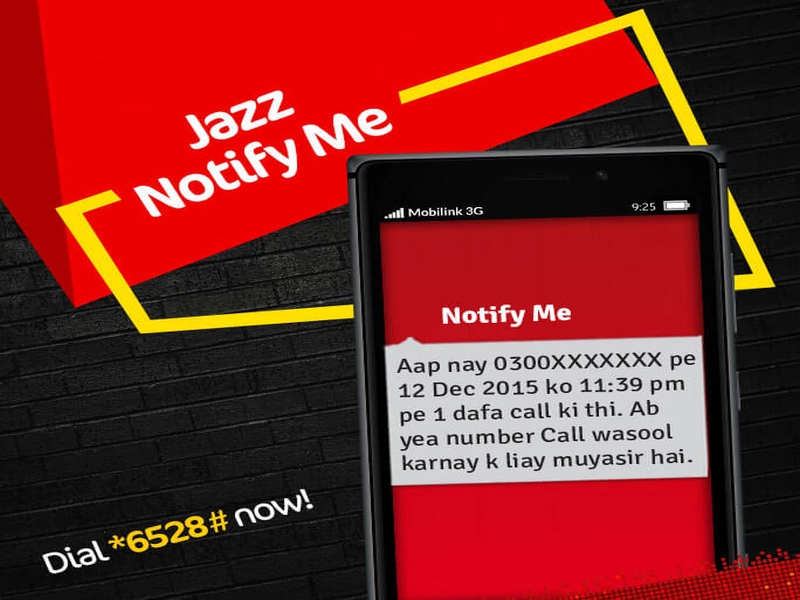 Jazz
Notify Me
Mobilink 3G 9:25
Notify Me
Aap nay 0300XXXXXXX pe
12 Dec 2015 ko 11:39 pm
pe 1 dafa call ki thi. Ab
yea number Call wasool
karnay k liay muyasir hai.
Dial *6528# now!